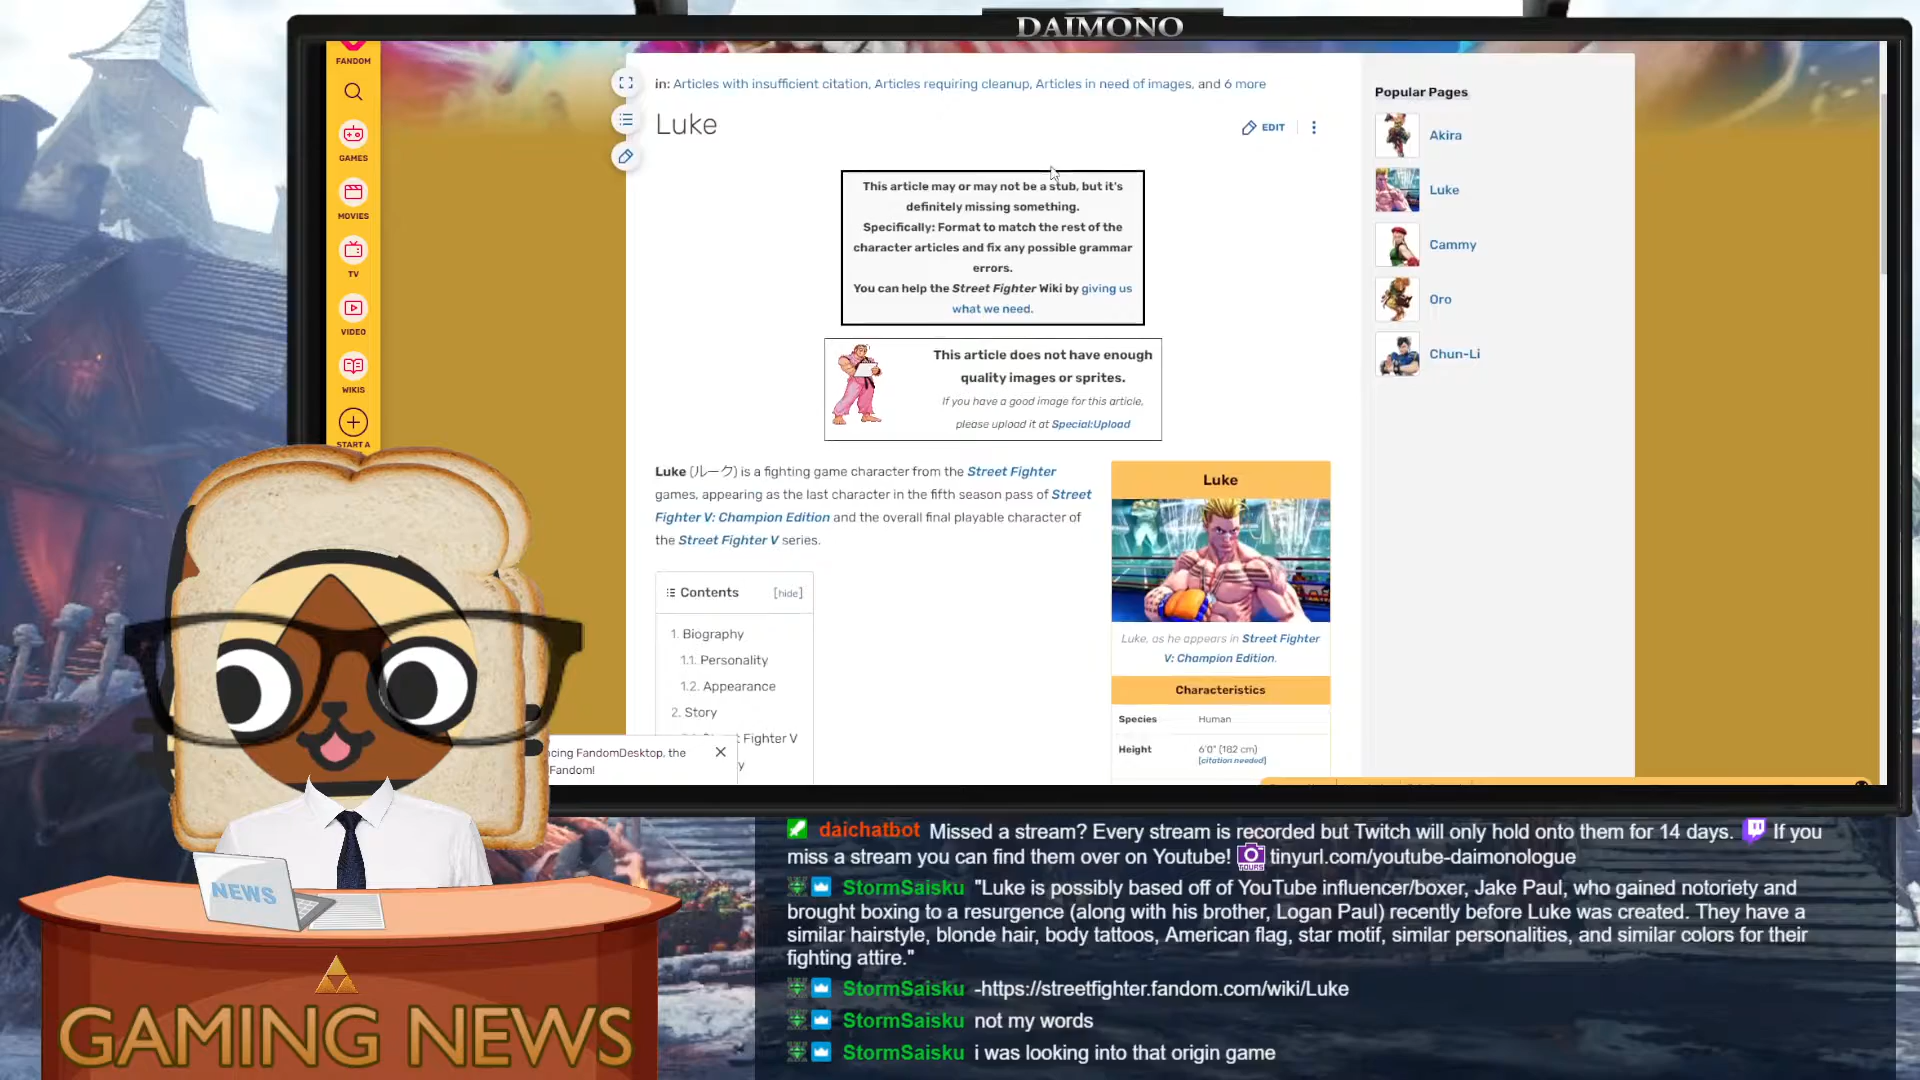 DAIMONO
FANDOM
GAMES
MOVIES
TV
VIDEO
WIKIS
START A
in: Articles with insufficient citation, Articles requiring cleanup, Articles in need of images, and 6 more
Luke
EDIT
This article may or may not be a stub, but it's
definitely missing something.
Specifically: Format to match the rest of the
character articles and fix any possible grammar
errors.
You can help the Street Fighter Wiki by giving us
what we need.
This article does not have enough
quality images or sprites.
If you have a good image for this article,
please upload it at Special:Upload
Luke (ルーク) is a fighting game character from the Street Fighter
games, appearing as the last character in the fifth season pass of Street
Fighter V: Champion Edition and the overall final playable character of
the Street Fighter V series.
Contents [hide]
1. Biography
1.1. Personality
1.2. Appearance
2. Story
Fighter V
Luke
Luke, as he appears in Street Fighter
V: Champion Edition.
Characteristics
Species Human
Height 6'0" (182 cm)
[citation needed]
Popular Pages
Akira
Luke
Cammy
Oro
Chun-Li
FandomDesktop, the
Fandom!
NEWS
GAMING NEWS
daichatbot Missed a stream? Every stream is recorded but Twitch will only hold onto them for 14 days. If you
miss a stream you can find them over on Youtube! tinyurl.com/youtube-daimonologue
StormSaisku "Luke is possibly based off of YouTube influencer/boxer, Jake Paul, who gained notoriety and
brought boxing to a resurgence (along with his brother, Logan Paul) recently before Luke was created. They have a
similar hairstyle, blonde hair, body tattoos, American flag, star motif, similar personalities, and similar colors for their
fighting attire."
StormSaisku -https://streetfighter.fandom.com/wiki/Luke
StormSaisku not my words
StormSaisku i was looking into that origin game